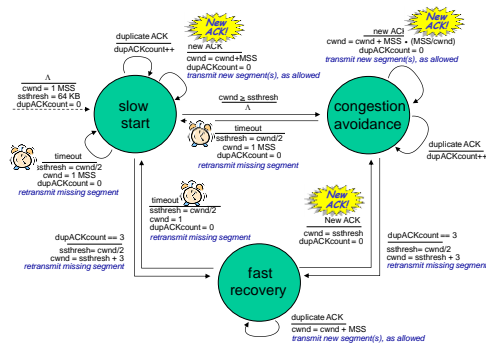 duplicate ACK
dupACKcount++
New
ACK!
new ACK
cwnd = cwnd+MSS
dupACKcount = 0
transmit new segment(s), as allowed
New
ACK!
new ACK
cwnd = cwnd + MSS • (MSS/cwnd)
dupACKcount = 0
transmit new segment(s), as allowed
Λ
cwnd = 1 MSS
ssthresh = 64 KB
dupACKcount = 0
slow
start
cwnd ≥ ssthresh
Λ
congestion
avoidance
timeout
ssthresh = cwnd/2
cwnd = 1 MSS
dupACKcount = 0
retransmit missing segment
timeout
ssthresh = cwnd/2
cwnd = 1 MSS
dupACKcount = 0
retransmit missing segment
duplicate ACK
dupACKcount++
timeout
ssthresh = cwnd/2
cwnd = 1
dupACKcount = 0
retransmit missing segment
New
ACK!
New ACK
cwnd = ssthresh
dupACKcount = 0
dupACKcount == 3
ssthresh= cwnd/2
cwnd = ssthresh + 3
retransmit missing segment
dupACKcount == 3
ssthresh= cwnd/2
cwnd = ssthresh + 3
retransmit missing segment
fast
recovery
duplicate ACK
cwnd = cwnd + MSS
transmit new segment(s), as allowed